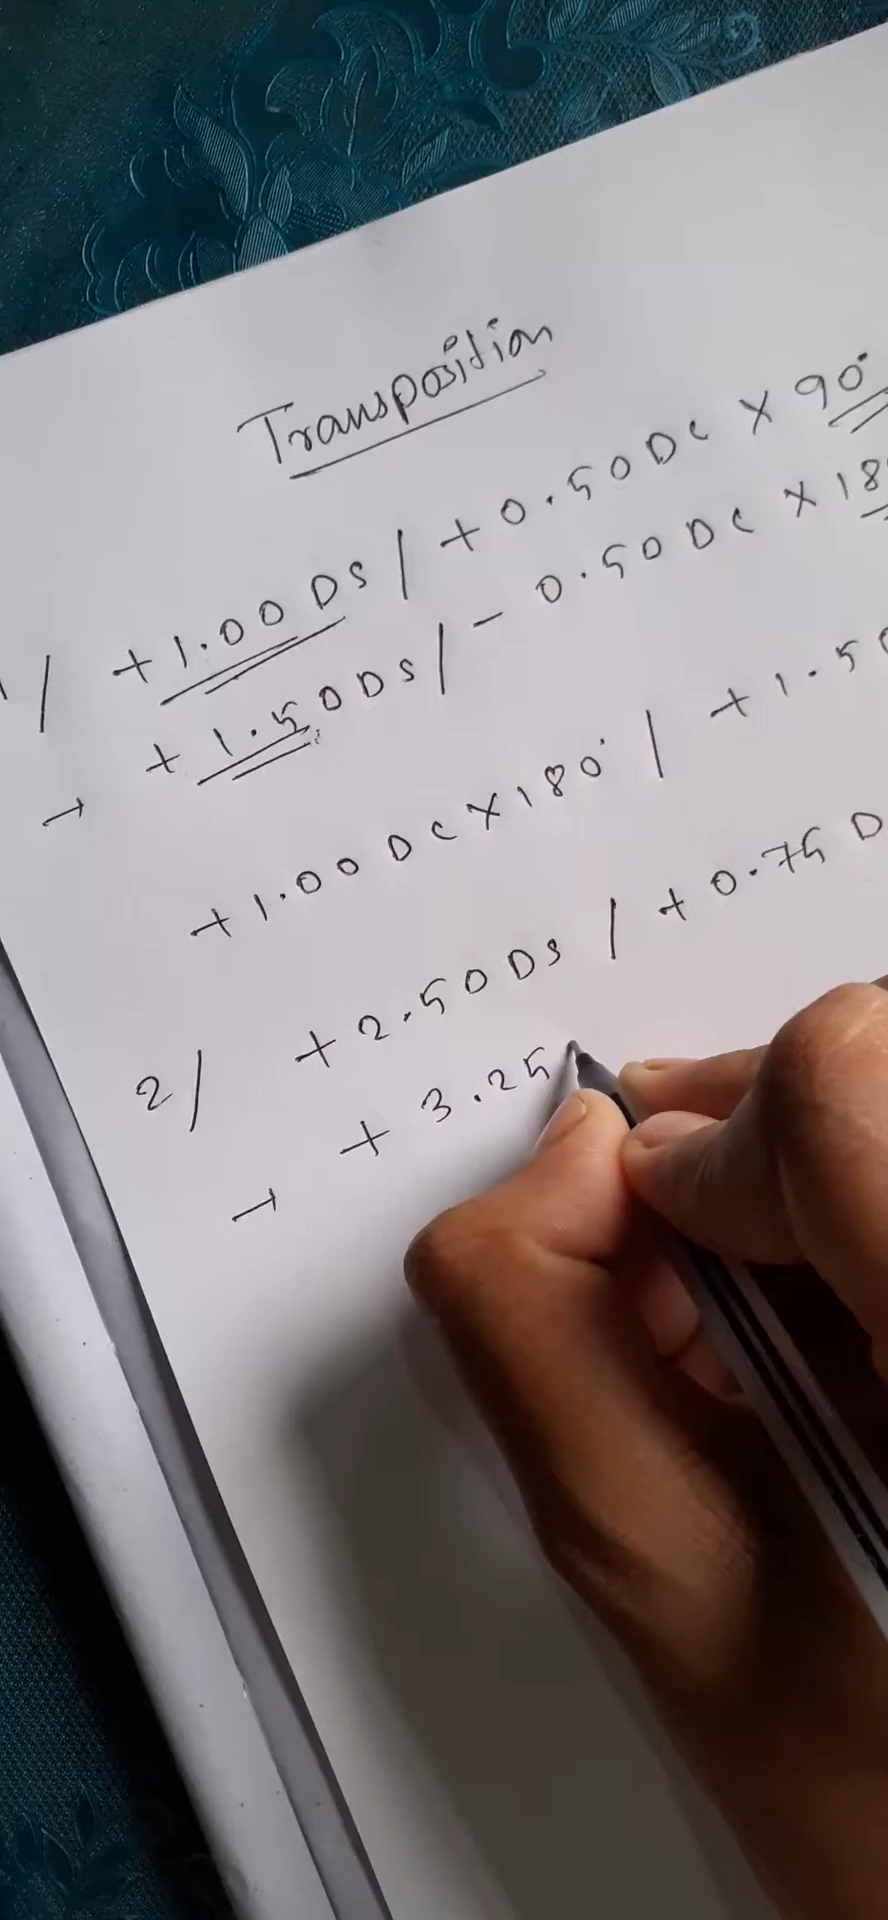 Transposition
1/ +1.00 DS / +0.50 DC X 90°
→ +1.50 DS / - 0.50 DC X 18
+1.00 DC X 180° / +1.5
2/ +2.50 DS / +0.75 D
→ +3.25